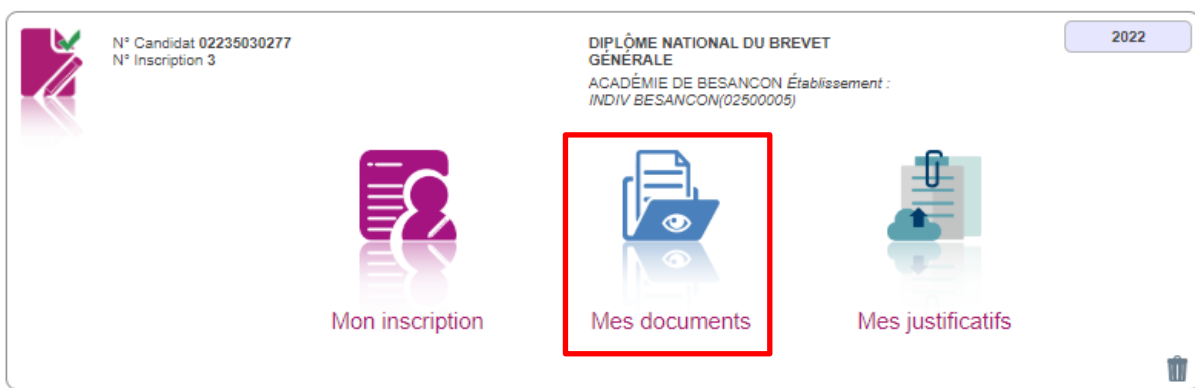 N° Candidat 02235030277
N° Inscription 3
DIPLÔME NATIONAL DU BREVET
GÉNÉRALE
ACADÉMIE DE BESANCON Établissement :
INDIV BESANCON(02500005)
2022
Mon inscription
Mes documents
Mes justificatifs